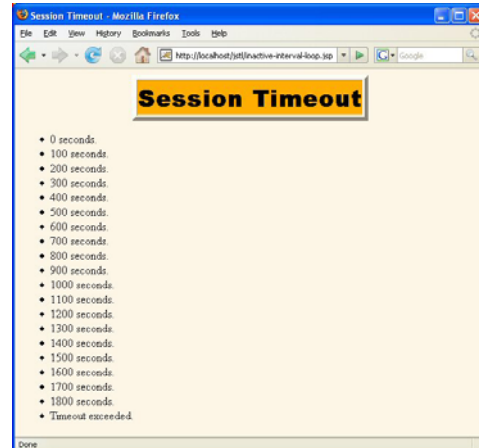 Session Timeout - Mozilla Firefox
File Edit View History Bookmarks Tools Help
http://localhost/jstl/inactive-interval-loop.jsp
Google
Session Timeout
0 seconds.
100 seconds.
200 seconds.
300 seconds.
400 seconds.
500 seconds.
600 seconds.
700 seconds.
800 seconds.
900 seconds.
1000 seconds.
1100 seconds.
1200 seconds.
1300 seconds.
1400 seconds.
1500 seconds.
1600 seconds.
1700 seconds.
1800 seconds.
Timeout exceeded.
Done